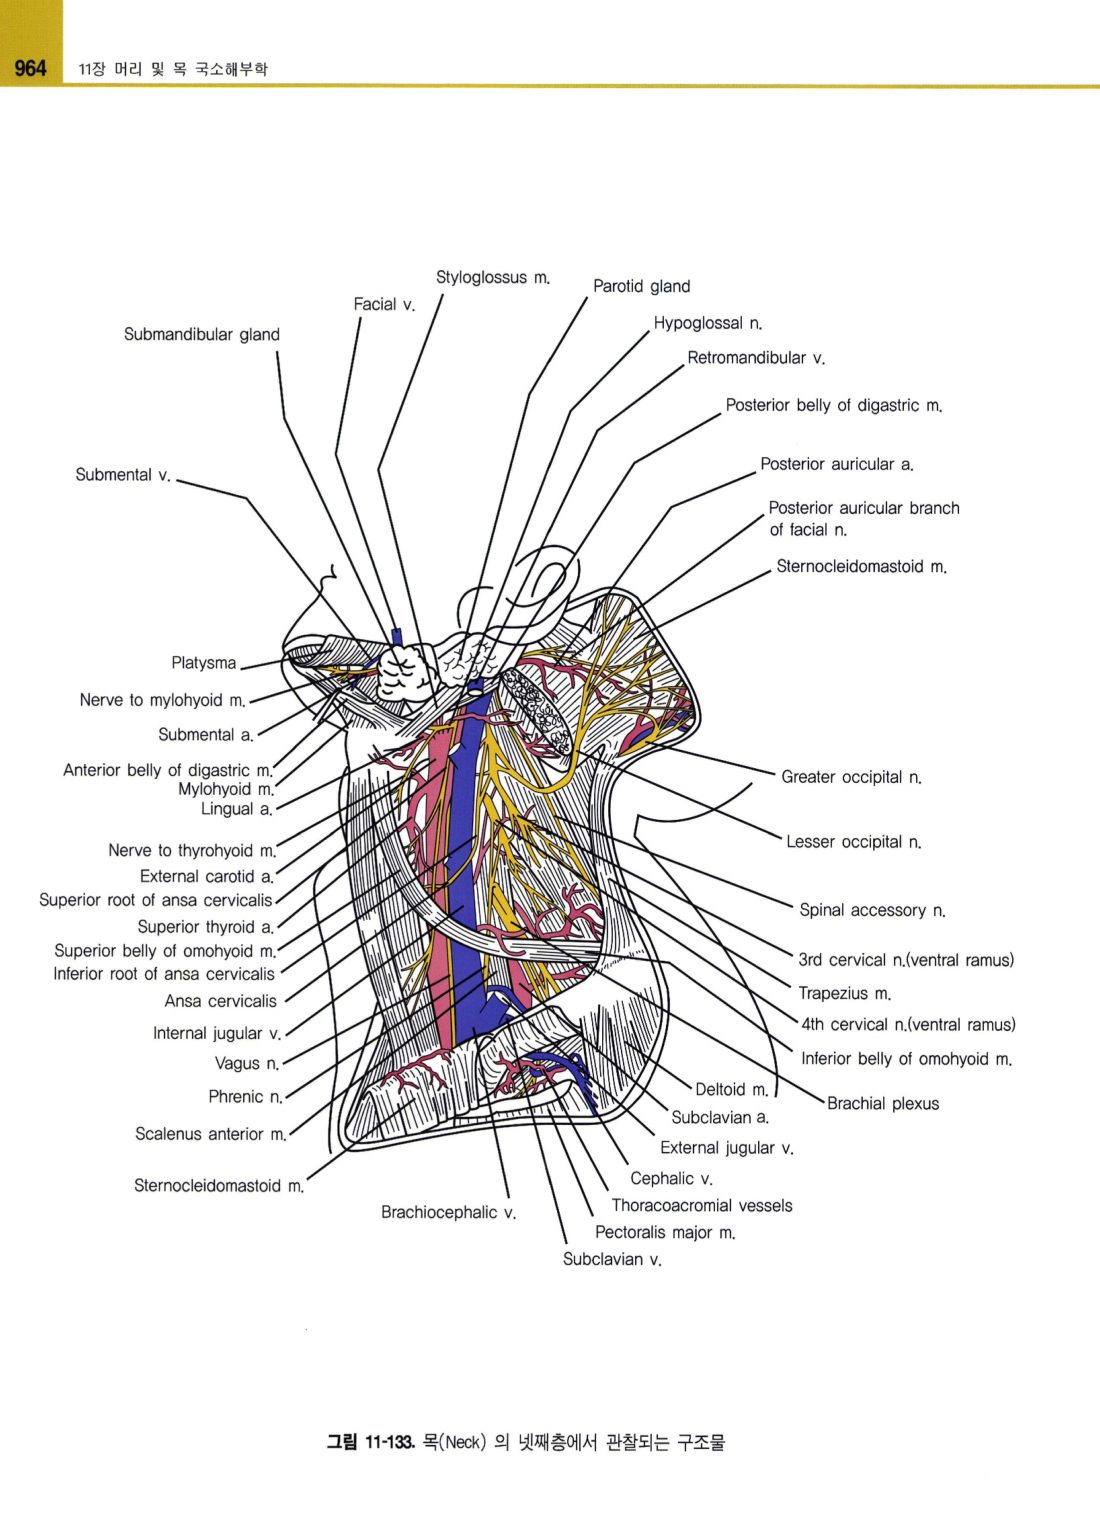 964
11장 머리 및 목 국소해부학
Styloglossus m.
Parotid gland
Facial v.
Hypoglossal n.
Submandibular gland
Retromandibular v.
Posterior belly of digastric m.
Posterior auricular a.
Submental v.
Posterior auricular branch
of facial n.
Sternocleidomastoid m.
Platysma
Nerve to mylohyoid m.
Submental a.
Anterior belly of digastric m.
Mylohyoid m.
Lingual a.
Greater occipital n.
Lesser occipital n.
Nerve to thyrohyoid m.
External carotid a.
Superior root of ansa cervicalis
Superior thyroid a.
Superior belly of omohyoid m.
Inferior root of ansa cervicalis
Ansa cervicalis
Internal jugular v.
Vagus n.
Phrenic n.
Scalenus anterior m.
Sternocleidomastoid m.
Spinal accessory n.
3rd cervical n.(ventral ramus)
Trapezius m.
4th cervical n.(ventral ramus)
Inferior belly of omohyoid m.
Deltoid m.
Brachial plexus
Subclavian a.
External jugular v.
Cephalic v.
Thoracoacromial vessels
Brachiocephalic v.
Pectoralis major m.
Subclavian v.
그림 11-133. 목(Neck) 의 넷째층에서 관찰되는 구조물